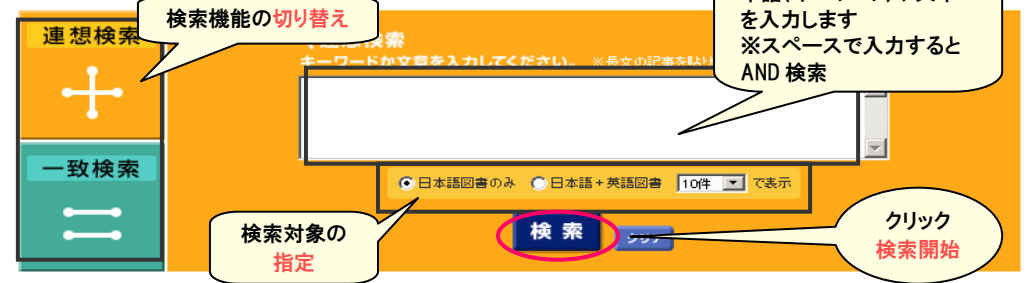 検索機能の切り替え
連想検索
一致検索
キーワードか文章を入力してください。
を入力します
※スペースで入力すると
AND 検索
日本語図書のみ
日本語+英語図書
10件
で表示
検索対象の
指定
検 索
クリック
検索開始